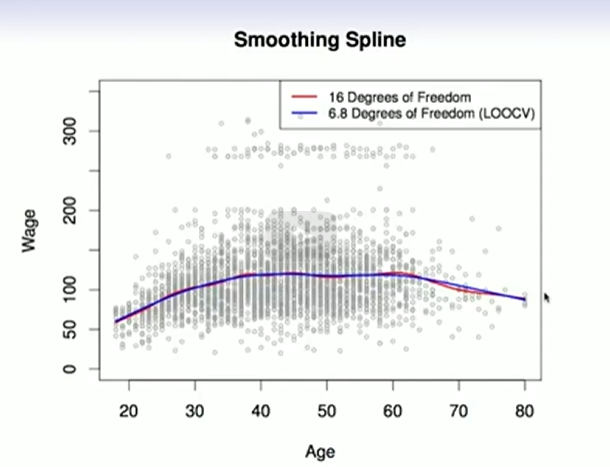 Smoothing Spline
16 Degrees of Freedom
6.8 Degrees of Freedom (LOOCV)
Wage
300
200
100
50
0
20 30 40 50 60 70 80
Age